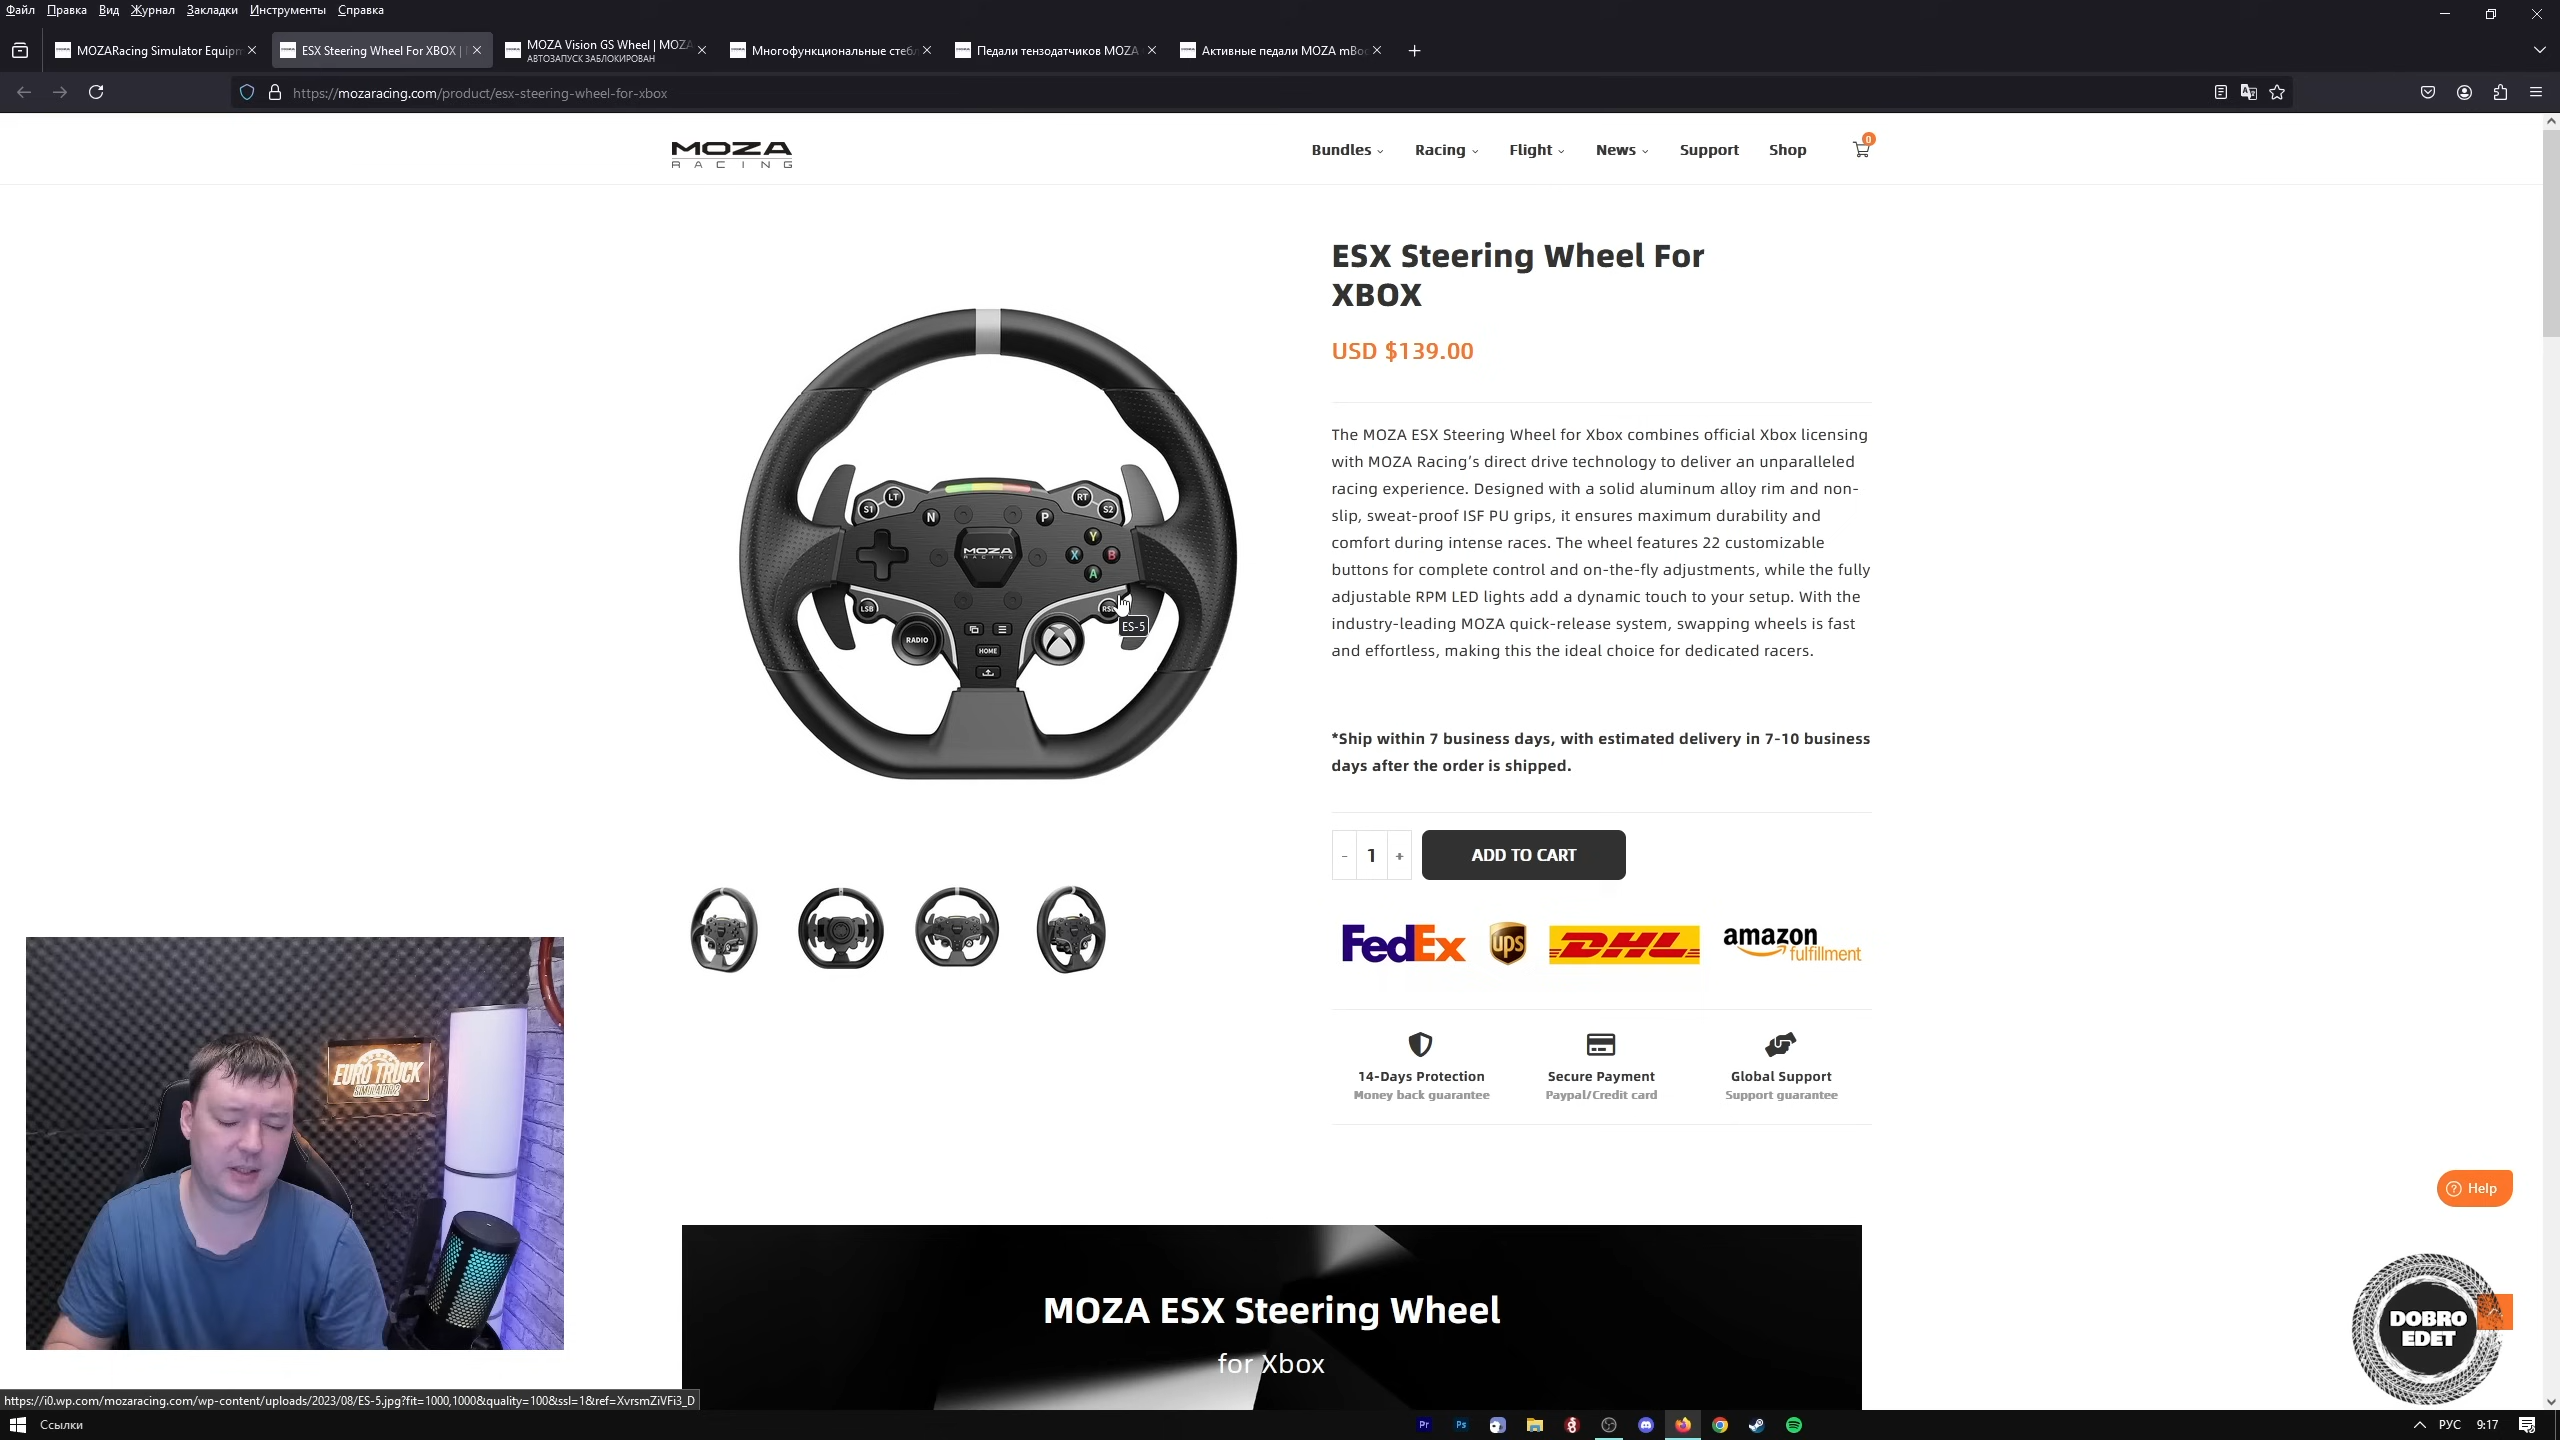 Файл Правка Вид Журнал Закладки Инструменты Справка
MOZARacing Simulator Equip
ESX Steering Wheel For XBOX |
MOZA Vision GS Wheel | MOZA
АВТОЗАПУСК ЗАБЛОКИРОВАН
Многофункциональные стебл
Педали тензодатчиков MOZA
Активные педали MOZA mBoo
https://mozaracing.com/product/esx-steering-wheel-for-xbox
MOZA
RACING
Bundles Racing Flight News Support Shop
0
ESX Steering Wheel For
XBOX
USD $139.00
The MOZA ESX Steering Wheel for Xbox combines official Xbox licensing
with MOZA Racing’s direct drive technology to deliver an unparalleled
racing experience. Designed with a solid aluminum alloy rim and non-
slip, sweat-proof ISF PU grips, it ensures maximum durability and
comfort during intense races. The wheel features 22 customizable
buttons for complete control and on-the-fly adjustments, while the fully
adjustable RPM LED lights add a dynamic touch to your setup. With the
industry-leading MOZA quick-release system, swapping wheels is fast
and effortless, making this the ideal choice for dedicated racers.
*Ship within 7 business days, with estimated delivery in 7-10 business
days after the order is shipped.
- 1 + ADD TO CART
FedEx ups DHL amazon
fulfillment
14-Days Protection
Money back guarantee
Secure Payment
Paypal/Credit card
Global Support
Support guarantee
LT RT
S1 S2
N P
Y
X B
A
MOZA
RACING
LSB
RADIO
HOME
ES-5
EURO TRUCK
SIMULATOR 2
MOZA ESX Steering Wheel
for Xbox
Help
DOBRO
EDET
https://i0.wp.com/mozaracing.com/wp-content/uploads/2023/08/ES-5.jpg?fit=1000,1000&quality=100&ssl=1&ref=XvrsmZiVFi3_D
Ссылки
Pr Ps
РУС 9:17